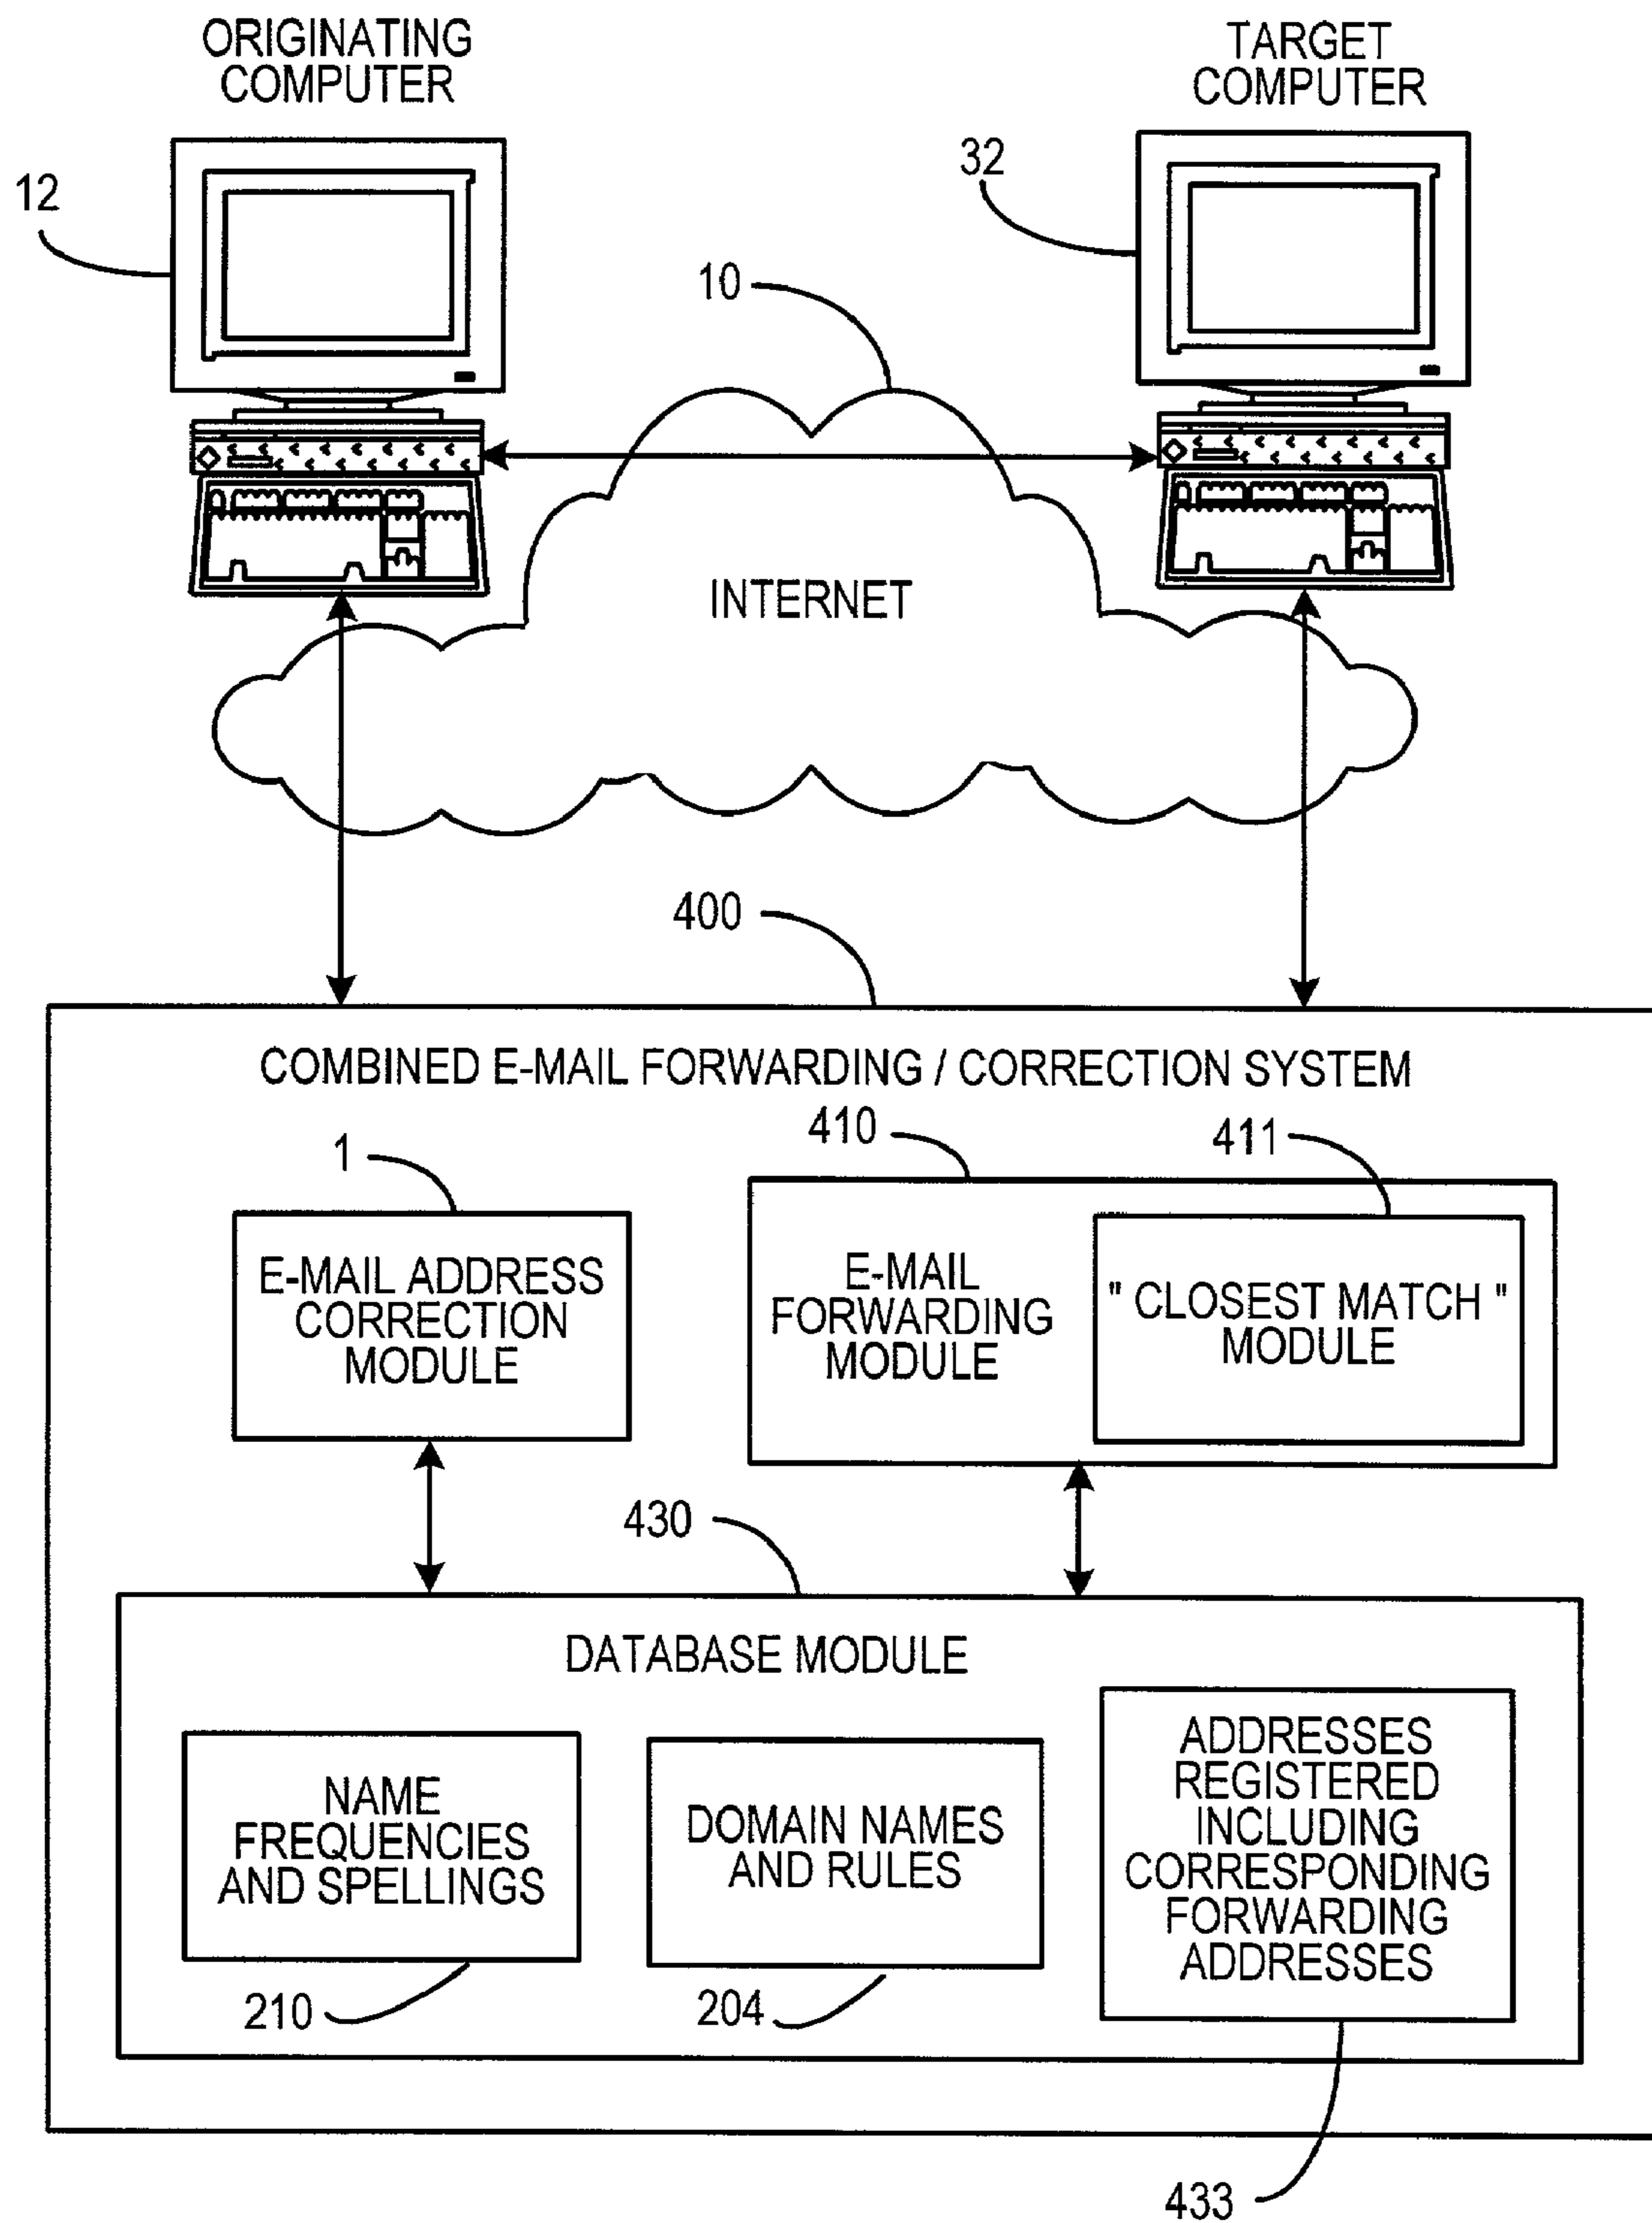 ORIGINATING
COMPUTER
TARGET
COMPUTER
12
32
10
INTERNET
400
COMBINED E-MAIL FORWARDING / CORRECTION SYSTEM
1
410
411
E-MAIL ADDRESS
CORRECTION
MODULE
E-MAIL
FORWARDING
MODULE
" CLOSEST MATCH "
MODULE
430
DATABASE MODULE
NAME
FREQUENCIES
AND SPELLINGS
DOMAIN NAMES
AND RULES
ADDRESSES
REGISTERED
INCLUDING
CORRESPONDING
FORWARDING
ADDRESSES
210
204
433